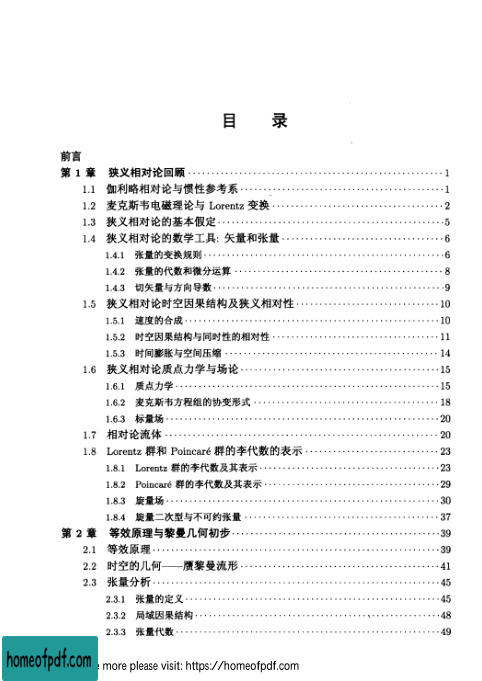 目 录
前言
第 1 章 狭义相对论回顾 1
1.1 伽利略相对论与惯性参考系 1
1.2 麦克斯韦电磁理论与 Lorentz 变换 2
1.3 狭义相对论的基本假定 5
1.4 狭义相对论的数学工具: 矢量和张量 6
1.4.1 张量的变换规则 6
1.4.2 张量的代数和微分运算 8
1.4.3 切矢量与方向导数 9
1.5 狭义相对论时空因果结构及狭义相对性 10
1.5.1 速度的合成 10
1.5.2 时空因果结构与同时性的相对性 11
1.5.3 时间膨胀与空间压缩 14
1.6 狭义相对论质点力学与场论 15
1.6.1 质点力学 15
1.6.2 麦克斯韦方程组的协变形式 18
1.6.3 标量场 20
1.7 相对论流体 20
1.8 Lorentz 群和 Poincaré 群的李代数的表示 23
1.8.1 Lorentz 群的李代数及其表示 23
1.8.2 Poincaré 群的李代数及其表示 29
1.8.3 旋量场 30
1.8.4 旋量二次型与不可约张量 37
第 2 章 等效原理与黎曼几何初步 39
2.1 等效原理 39
2.2 时空的几何——赝黎曼流形 41
2.3 张量分析 45
2.3.1 张量的定义 45
2.3.2 局域因果结构 48
2.3.3 张量代数 49
homeofpdf.com
more please visit: https://homeofpdf.com